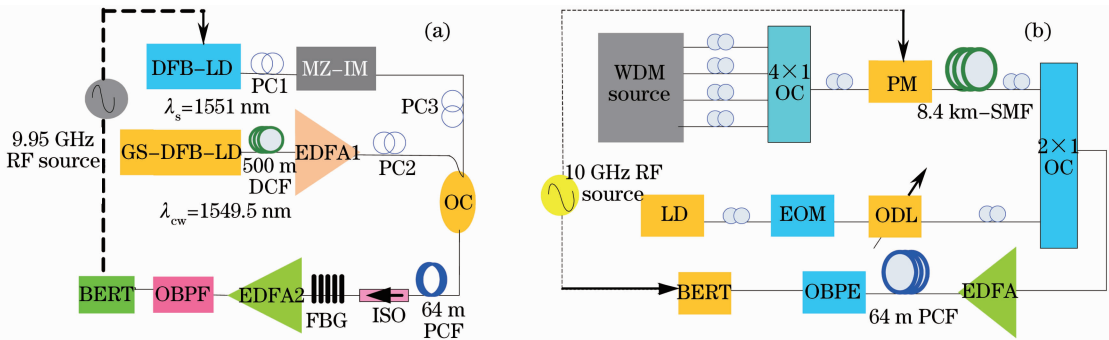 (a)
DFB-LD
PC1
MZ-IM
λs=1551 nm
PC3
9.95 GHz
RF source
GS-DFB-LD
500 m
DCF
EDFA1
PC2
λcw=1549.5 nm
OC
BERT
OBPF
EDFA2
FBG
ISO
64 m
PCF
(b)
WDM
source
4×1
OC
PM
8.4 km-SMF
2×1
OC
10 GHz RF
source
LD
EOM
ODL
BERT
OBPE
64 m PCF
EDFA